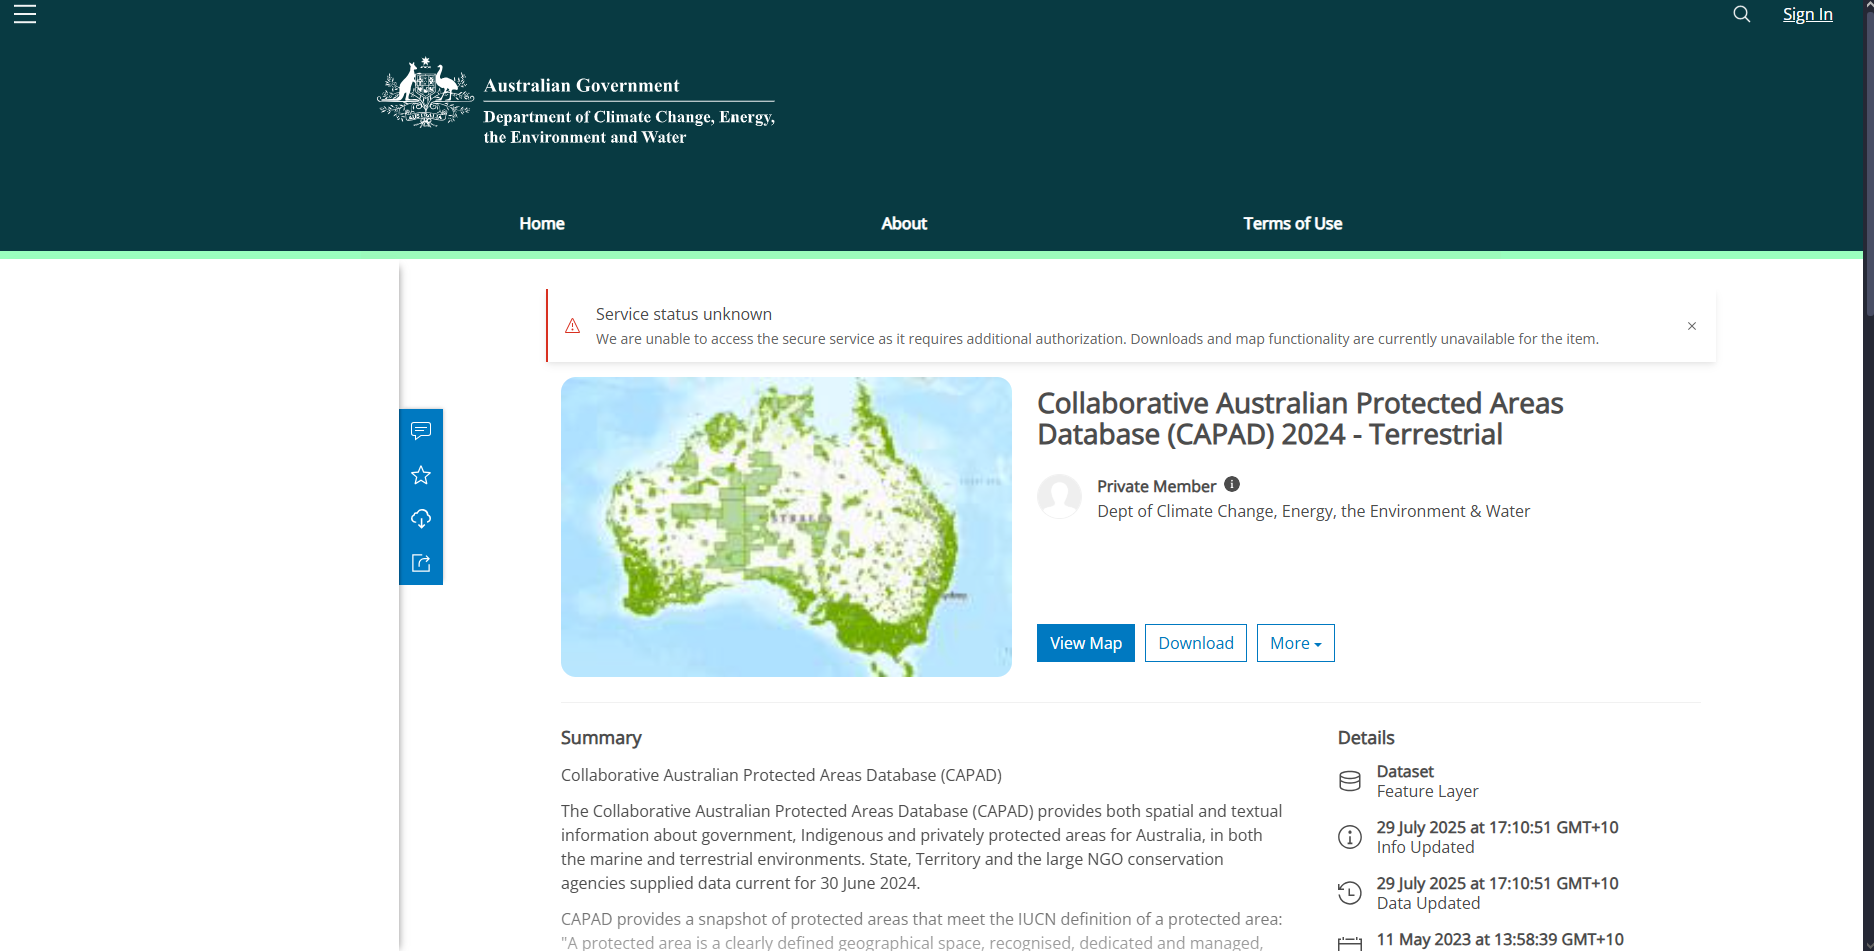 Sign In
Australian Government
Department of Climate Change, Energy,
the Environment and Water
Home
About
Terms of Use
Service status unknown
We are unable to access the secure service as it requires additional authorization. Downloads and map functionality are currently unavailable for the item.
Collaborative Australian Protected Areas
Database (CAPAD) 2024 - Terrestrial
Private Member
Dept of Climate Change, Energy, the Environment & Water
View Map
Download
More
Summary
Collaborative Australian Protected Areas Database (CAPAD)
The Collaborative Australian Protected Areas Database (CAPAD) provides both spatial and textual
information about government, Indigenous and privately protected areas for Australia, in both
the marine and terrestrial environments. State, Territory and the large NGO conservation
agencies supplied data current for 30 June 2024.
CAPAD provides a snapshot of protected areas that meet the IUCN definition of a protected area:
"A protected area is a clearly defined geographical space, recognised, dedicated and managed,
Details
Dataset
Feature Layer
29 July 2025 at 17:10:51 GMT+10
Info Updated
29 July 2025 at 17:10:51 GMT+10
Data Updated
11 May 2023 at 13:58:39 GMT+10